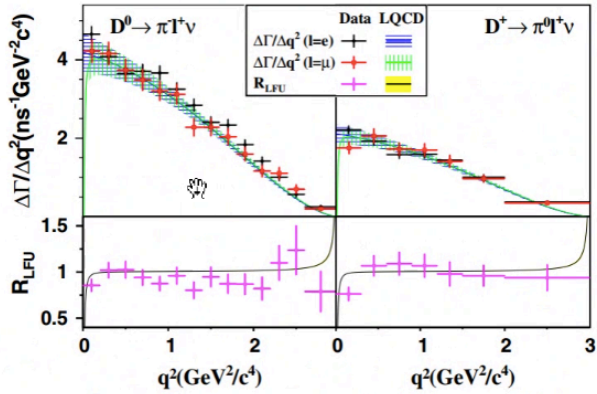 D⁰→ π⁻l⁺ν
Data LQCD
ΔΓ/Δq² (l=e)
ΔΓ/Δq² (l=μ)
R_LFU
D⁺→ π⁰l⁺ν
ΔΓ/Δq²(ns⁻¹GeV⁻²c⁴)
4
2
R_LFU
1.5
1
0.5
0 1 2 0 1 2 3
q²(GeV²/c⁴) q²(GeV²/c⁴)